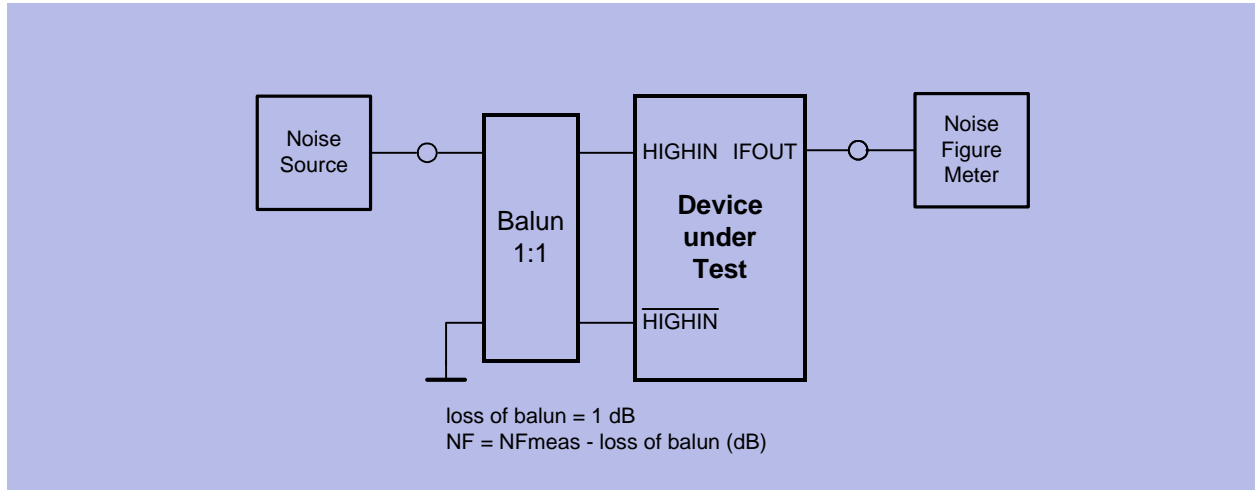 Noise
Source
Balun
1:1
HIGHIN IFOUT
Device
under
Test
HIGHIN
Noise
Figure
Meter
loss of balun = 1 dB
NF = NFmeas - loss of balun (dB)